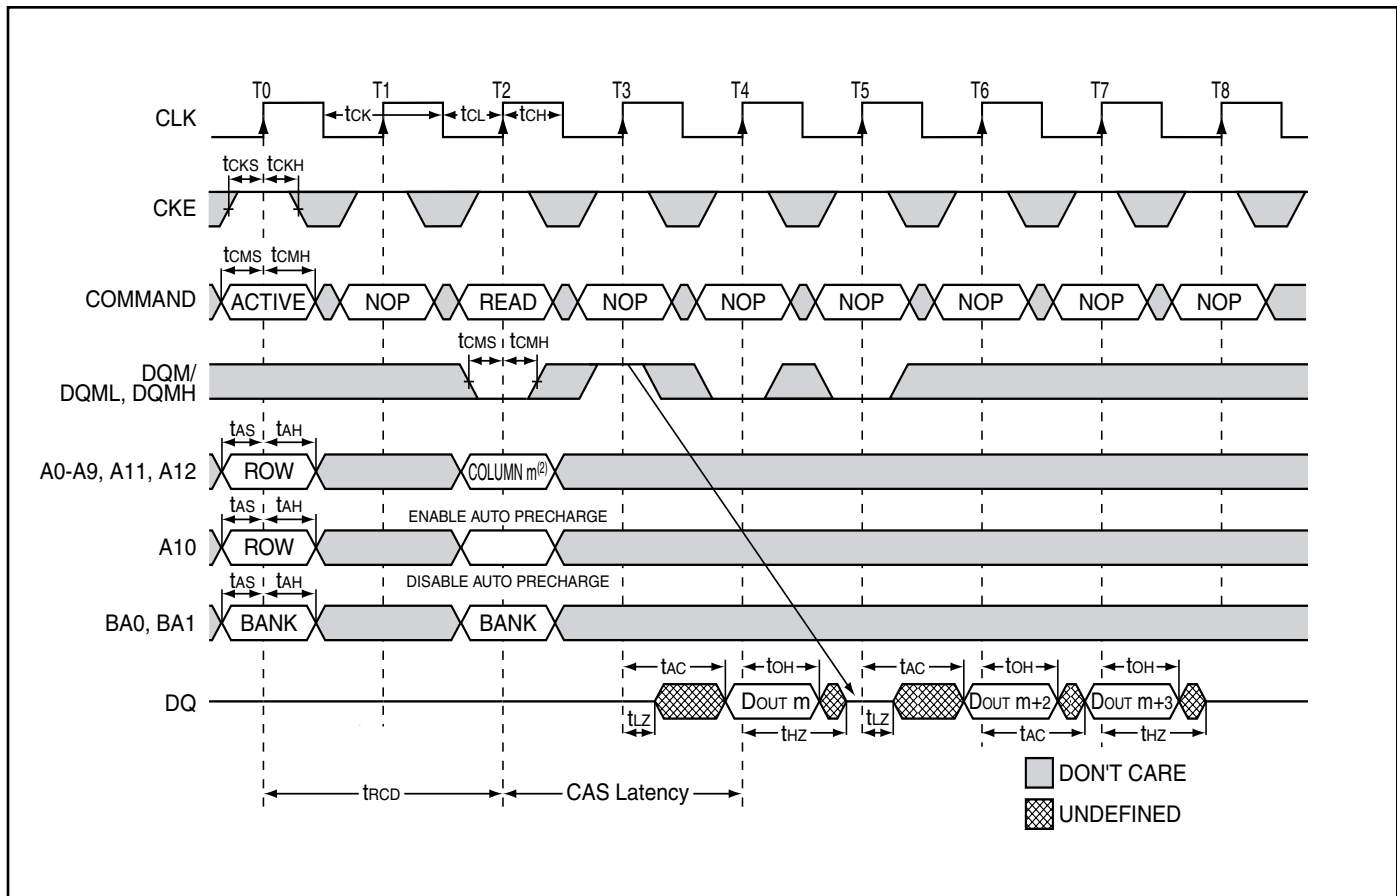 T0 T1 T2 T3 T4 T5 T6 T7 T8
CLK tCK tCL tCH
tCKS tCKH
CKE
tCMS tCMH
COMMAND ACTIVE NOP READ NOP NOP NOP NOP NOP NOP
tCMS tCMH
DQM/
DQML, DQMH
tAS tAH
A0-A9, A11, A12 ROW COLUMN m(2)
tAS tAH ENABLE AUTO PRECHARGE
A10 ROW
tAS tAH DISABLE AUTO PRECHARGE
BA0, BA1 BANK BANK
tAC tOH tAC tOH tOH
DQ DOUT m DOUT m+2 DOUT m+3
tLZ tHZ tLZ tAC tHZ
tRCD CAS Latency
DON'T CARE
UNDEFINED